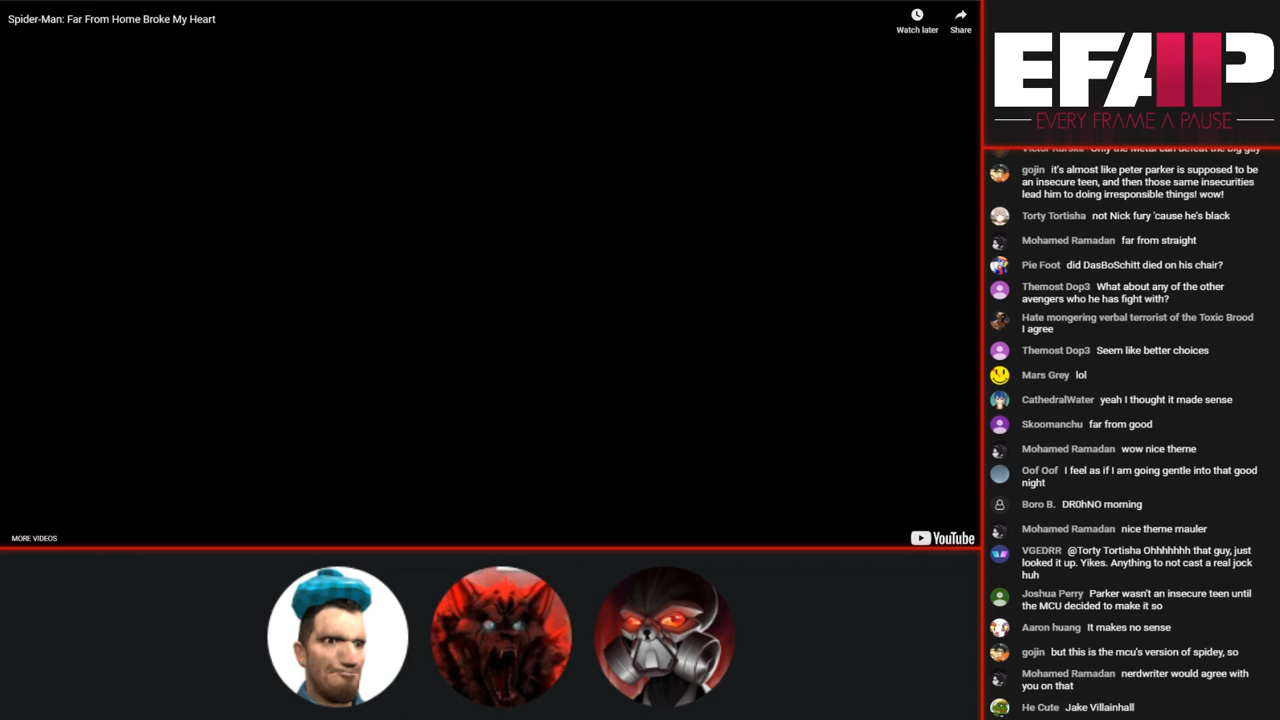 Spider-Man: Far From Home Broke My Heart
Watch later
Share
MORE VIDEOS
YouTube
EFAP
EVERY FRAME A PAUSE
gojin it's almost like peter parker is supposed to be
an insecure teen, and then those same insecurities
lead him to doing irresponsible things! wow!
Torty Tortisha not Nick fury 'cause he's black
Mohamed Ramadan far from straight
Pie Foot did DasBoSchitt died on his chair?
Themost Dop3 What about any of the other
avengers who he has fight with?
Hate mongering verbal terrorist of the Toxic Brood
I agree
Themost Dop3 Seem like better choices
Mars Grey lol
CathedralWater yeah I thought it made sense
Skoomanchu far from good
Mohamed Ramadan wow nice theme
Oof Oof I feel as if I am going gentle into that good
night
Boro B. DR0hNO morning
Mohamed Ramadan nice theme mauler
VGEDRR @Torty Tortisha Ohhhhhhh that guy, just
looked it up. Yikes. Anything to not cast a real jock
huh
Joshua Perry Parker wasn't an insecure teen until
the MCU decided to make it so
Aaron huang It makes no sense
gojin but this is the mcu's version of spidey, so
Mohamed Ramadan nerdwriter would agree with
you on that
He Cute Jake Villainhall